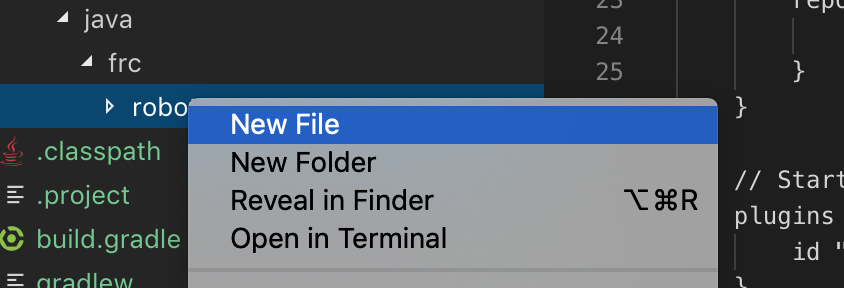 java
frc
robo
.classpath
.project
build.gradle
gradlew
New File
New Folder
Reveal in Finder ⌥⌘R
Open in Terminal
23 repo
24
25 }
}
// Start
plugins
id "
}